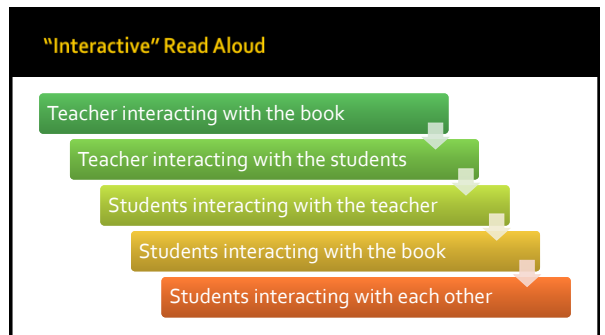 “Interactive” Read Aloud
Teacher interacting with the book
Teacher interacting with the students
Students interacting with the teacher
Students interacting with the book
Students interacting with each other